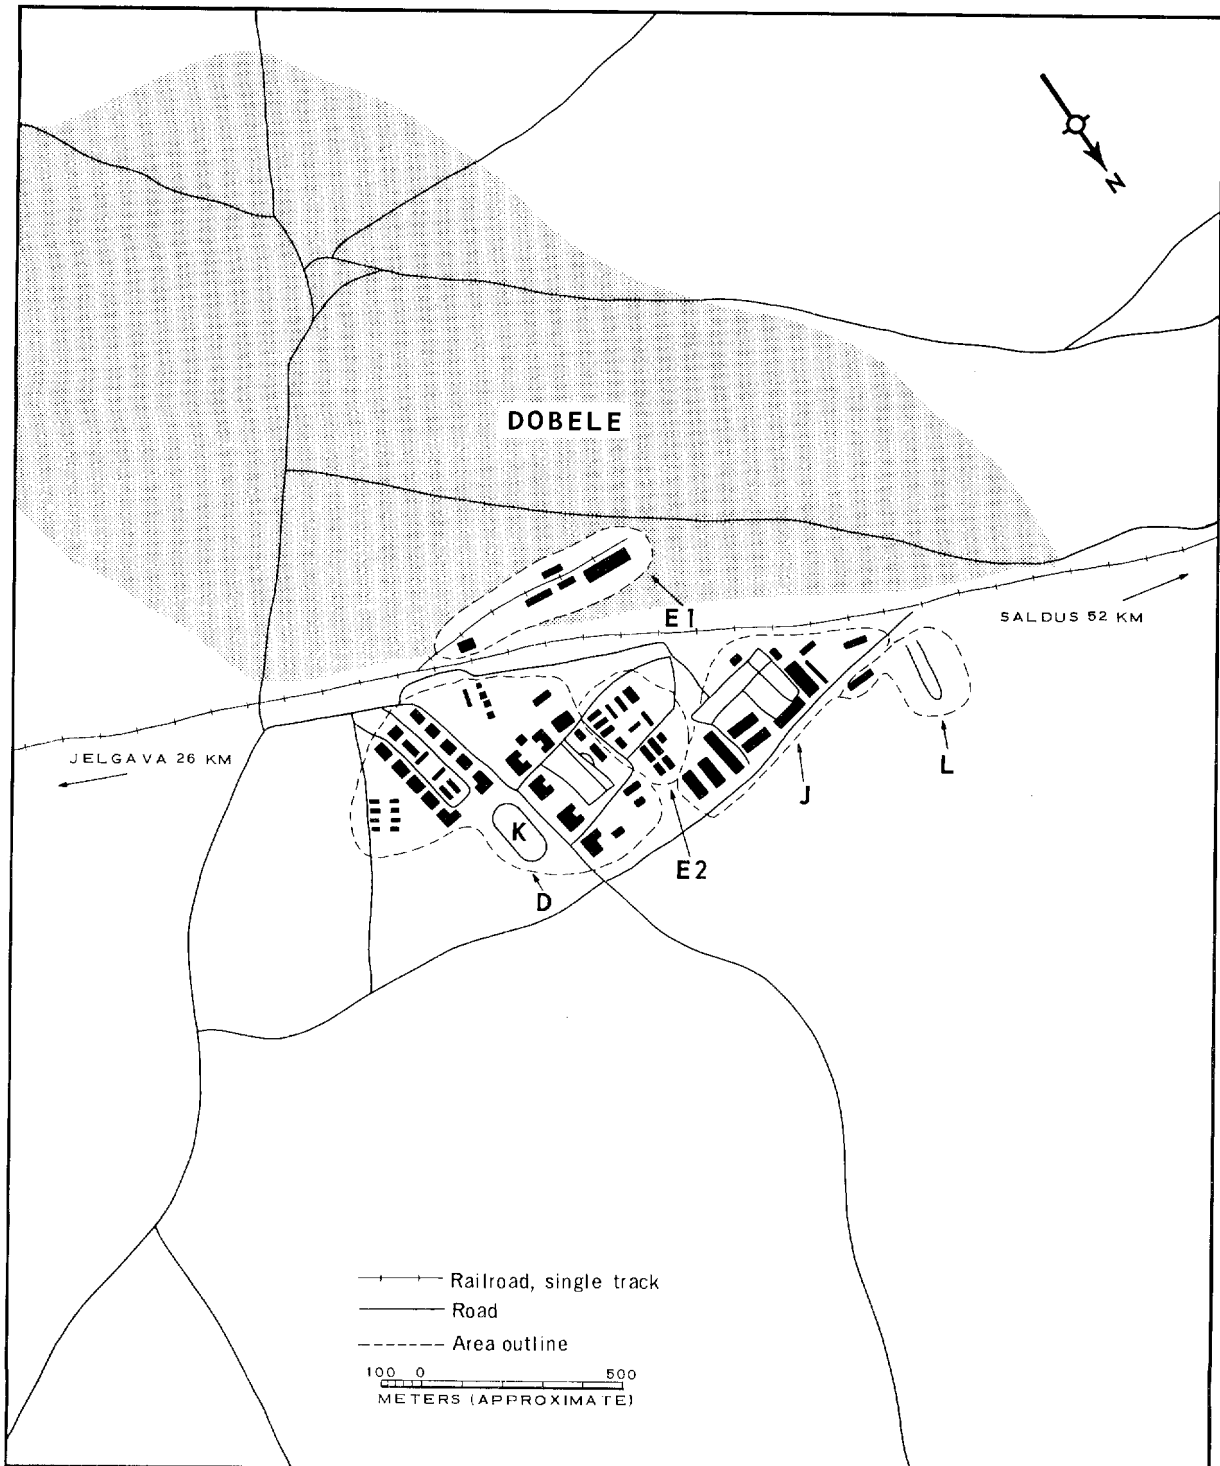 N
DOBELE
E1
SALDUS 52 KM
JELGAVA 26 KM
L
J
K
E2
D
Railroad, single track
Road
Area outline
100 0 500
METERS (APPROXIMATE)